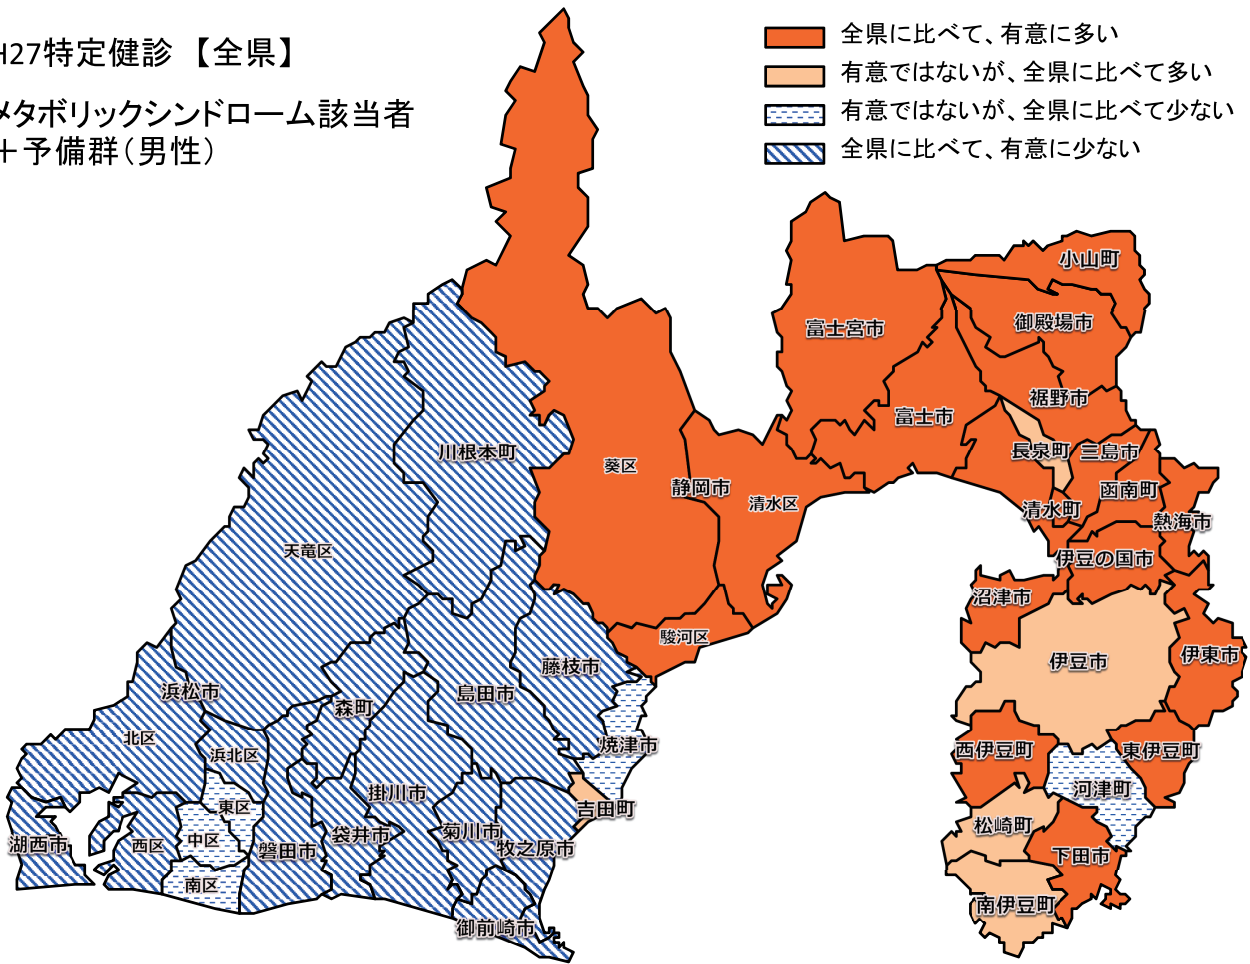 H27特定健診 【全県】
メタボリックシンドローム該当者
+予備群(男性)
全県に比べて、有意に多い
有意ではないが、全県に比べて多い
有意ではないが、全県に比べて少ない
全県に比べて、有意に少ない
小山町
富士宮市
御殿場市
裾野市
富士市
川根本町
長泉町
三島市
葵区
静岡市
函南町
清水区
清水町
熱海市
天竜区
伊豆の国市
沼津市
駿河区
藤枝市
伊豆市
伊東市
浜松市
島田市
森町
北区
焼津市
西伊豆町
東伊豆町
浜北区
掛川市
河津町
東区
吉田町
松崎町
湖西市
西区
中区
磐田市
袋井市
菊川市
牧之原市
下田市
南区
南伊豆町
御前崎市